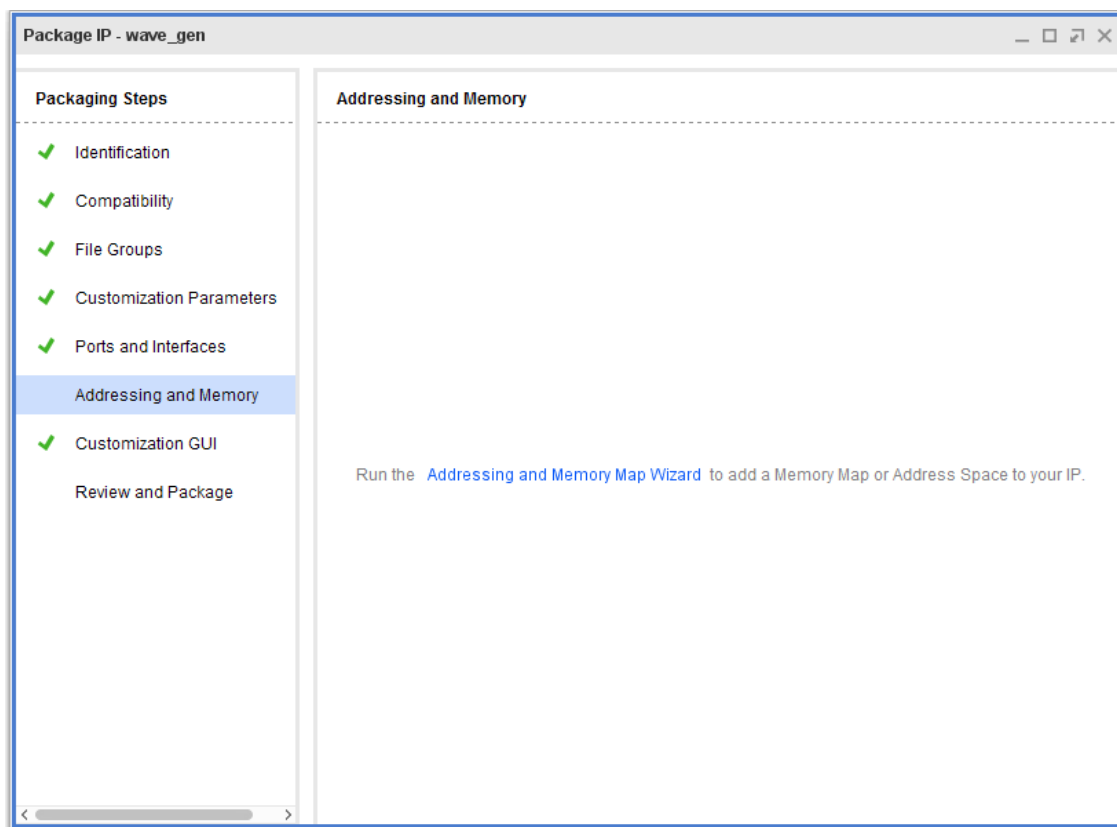 Package IP - wave_gen
Packaging Steps
Identification
Compatibility
File Groups
Customization Parameters
Ports and Interfaces
Addressing and Memory
Customization GUI
Review and Package
Addressing and Memory
Run the Addressing and Memory Map Wizard to add a Memory Map or Address Space to your IP.